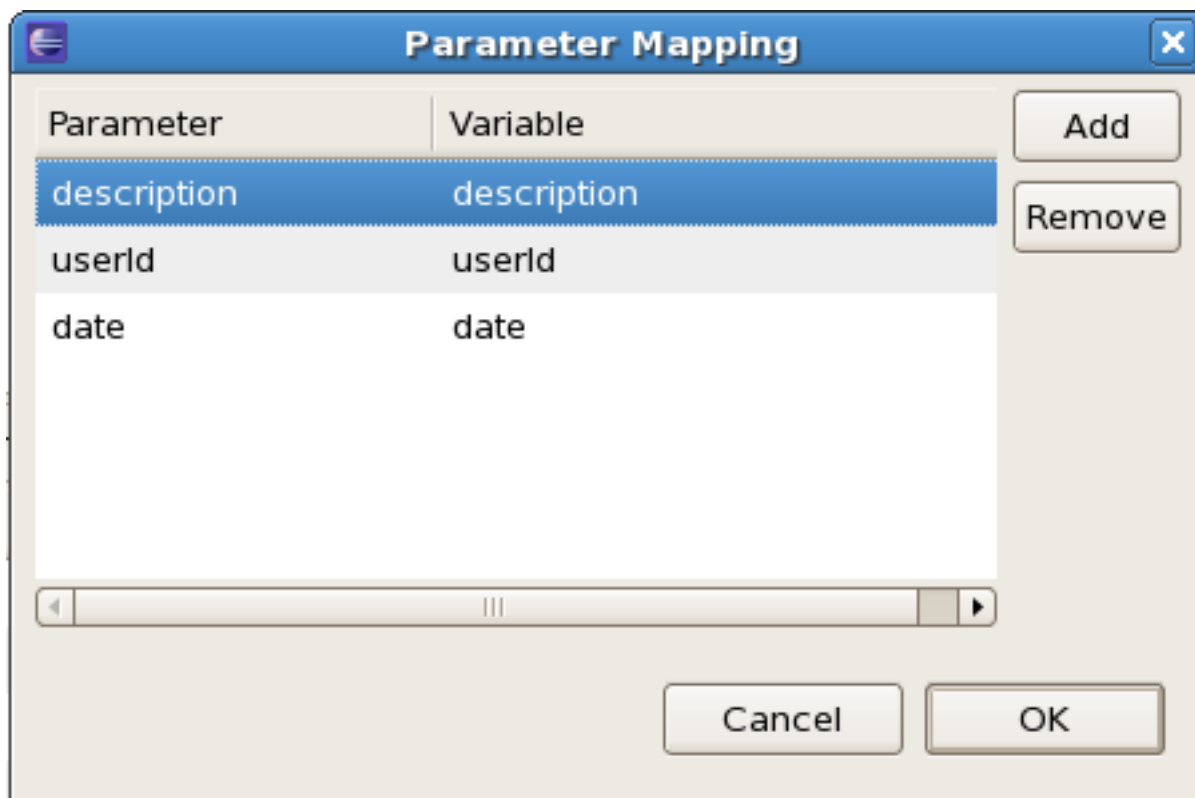 Parameter Mapping
Parameter Variable Add
description description
Remove
userId userId
date date
Cancel OK